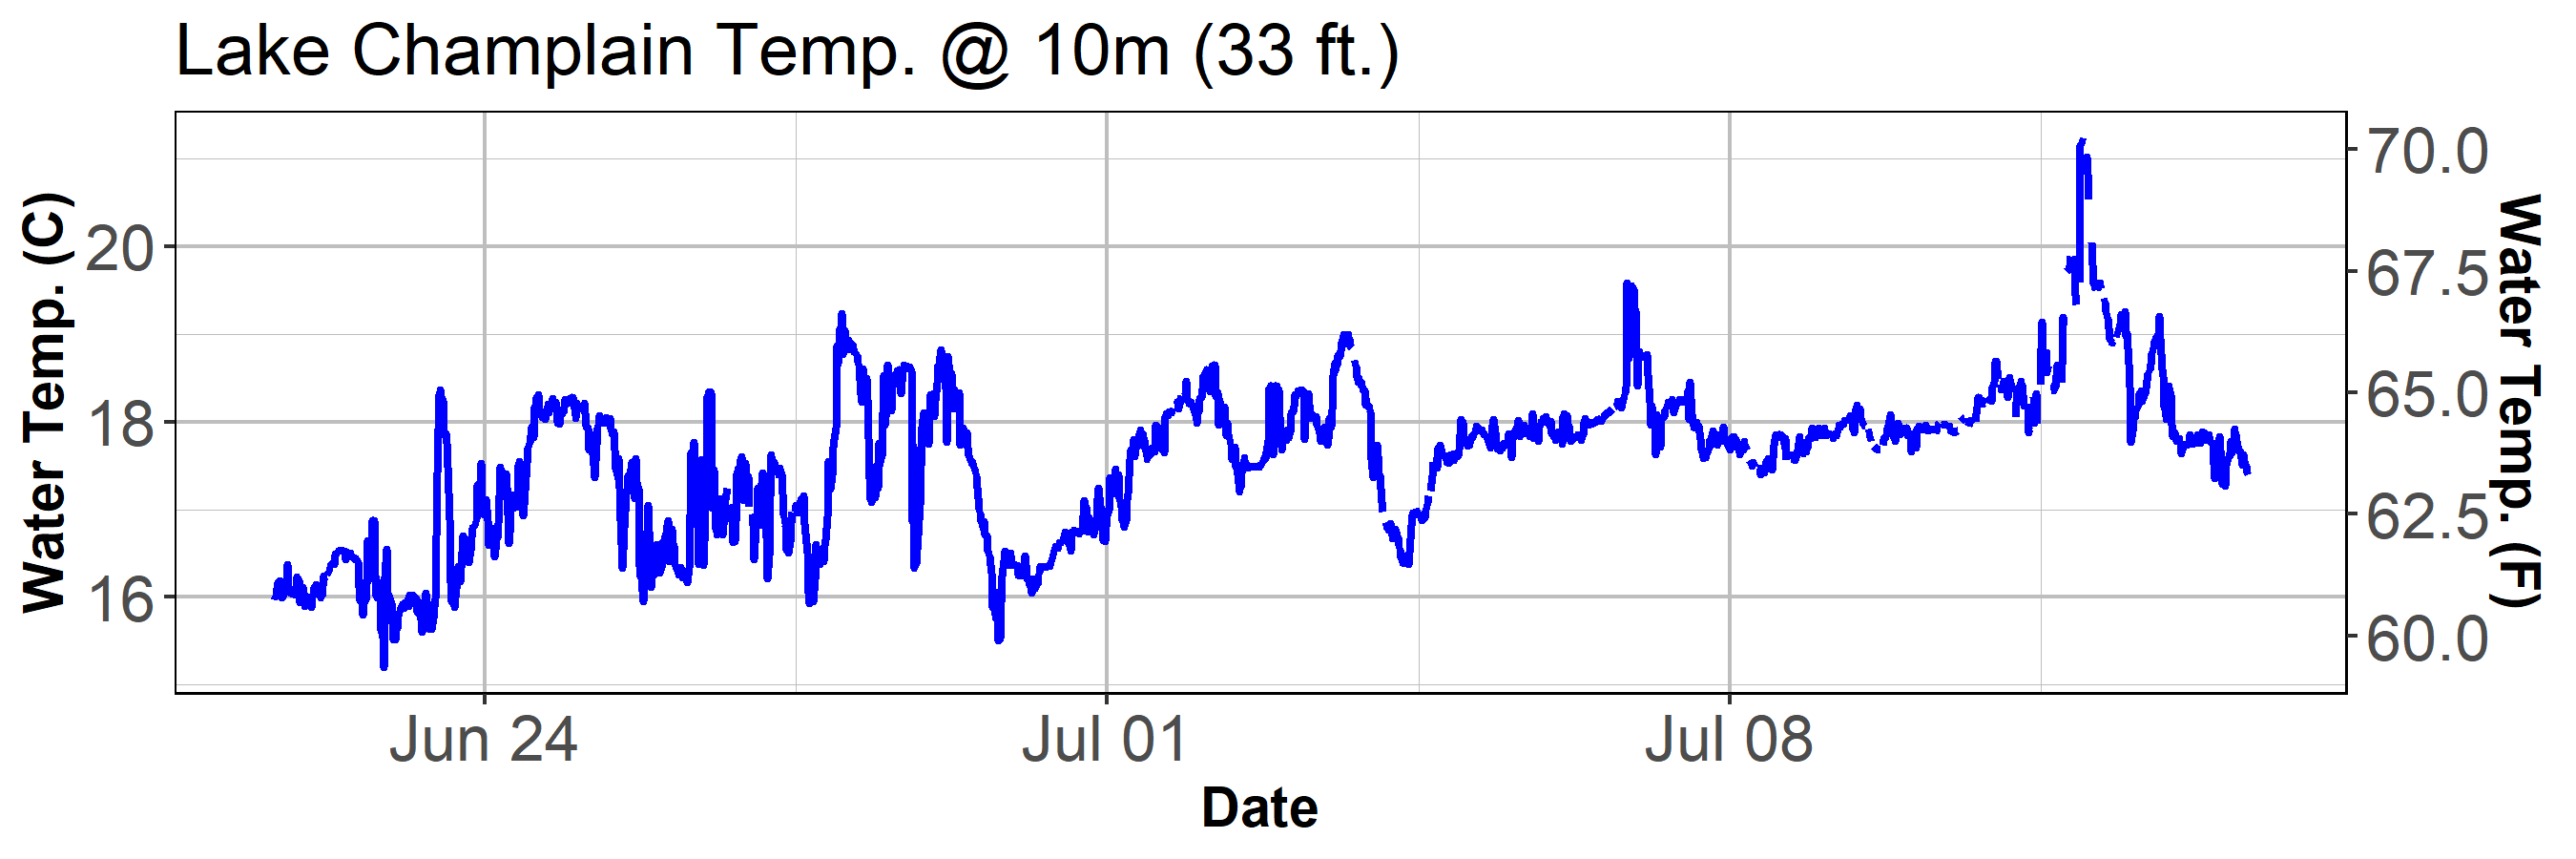 Lake Champlain Temp. @ 10m (33 ft.)
Water Temp. (C)
20
18
16
70.0
67.5
65.0
62.5
60.0
Water Temp. (F)
Jun 24
Jul 01
Jul 08
Date